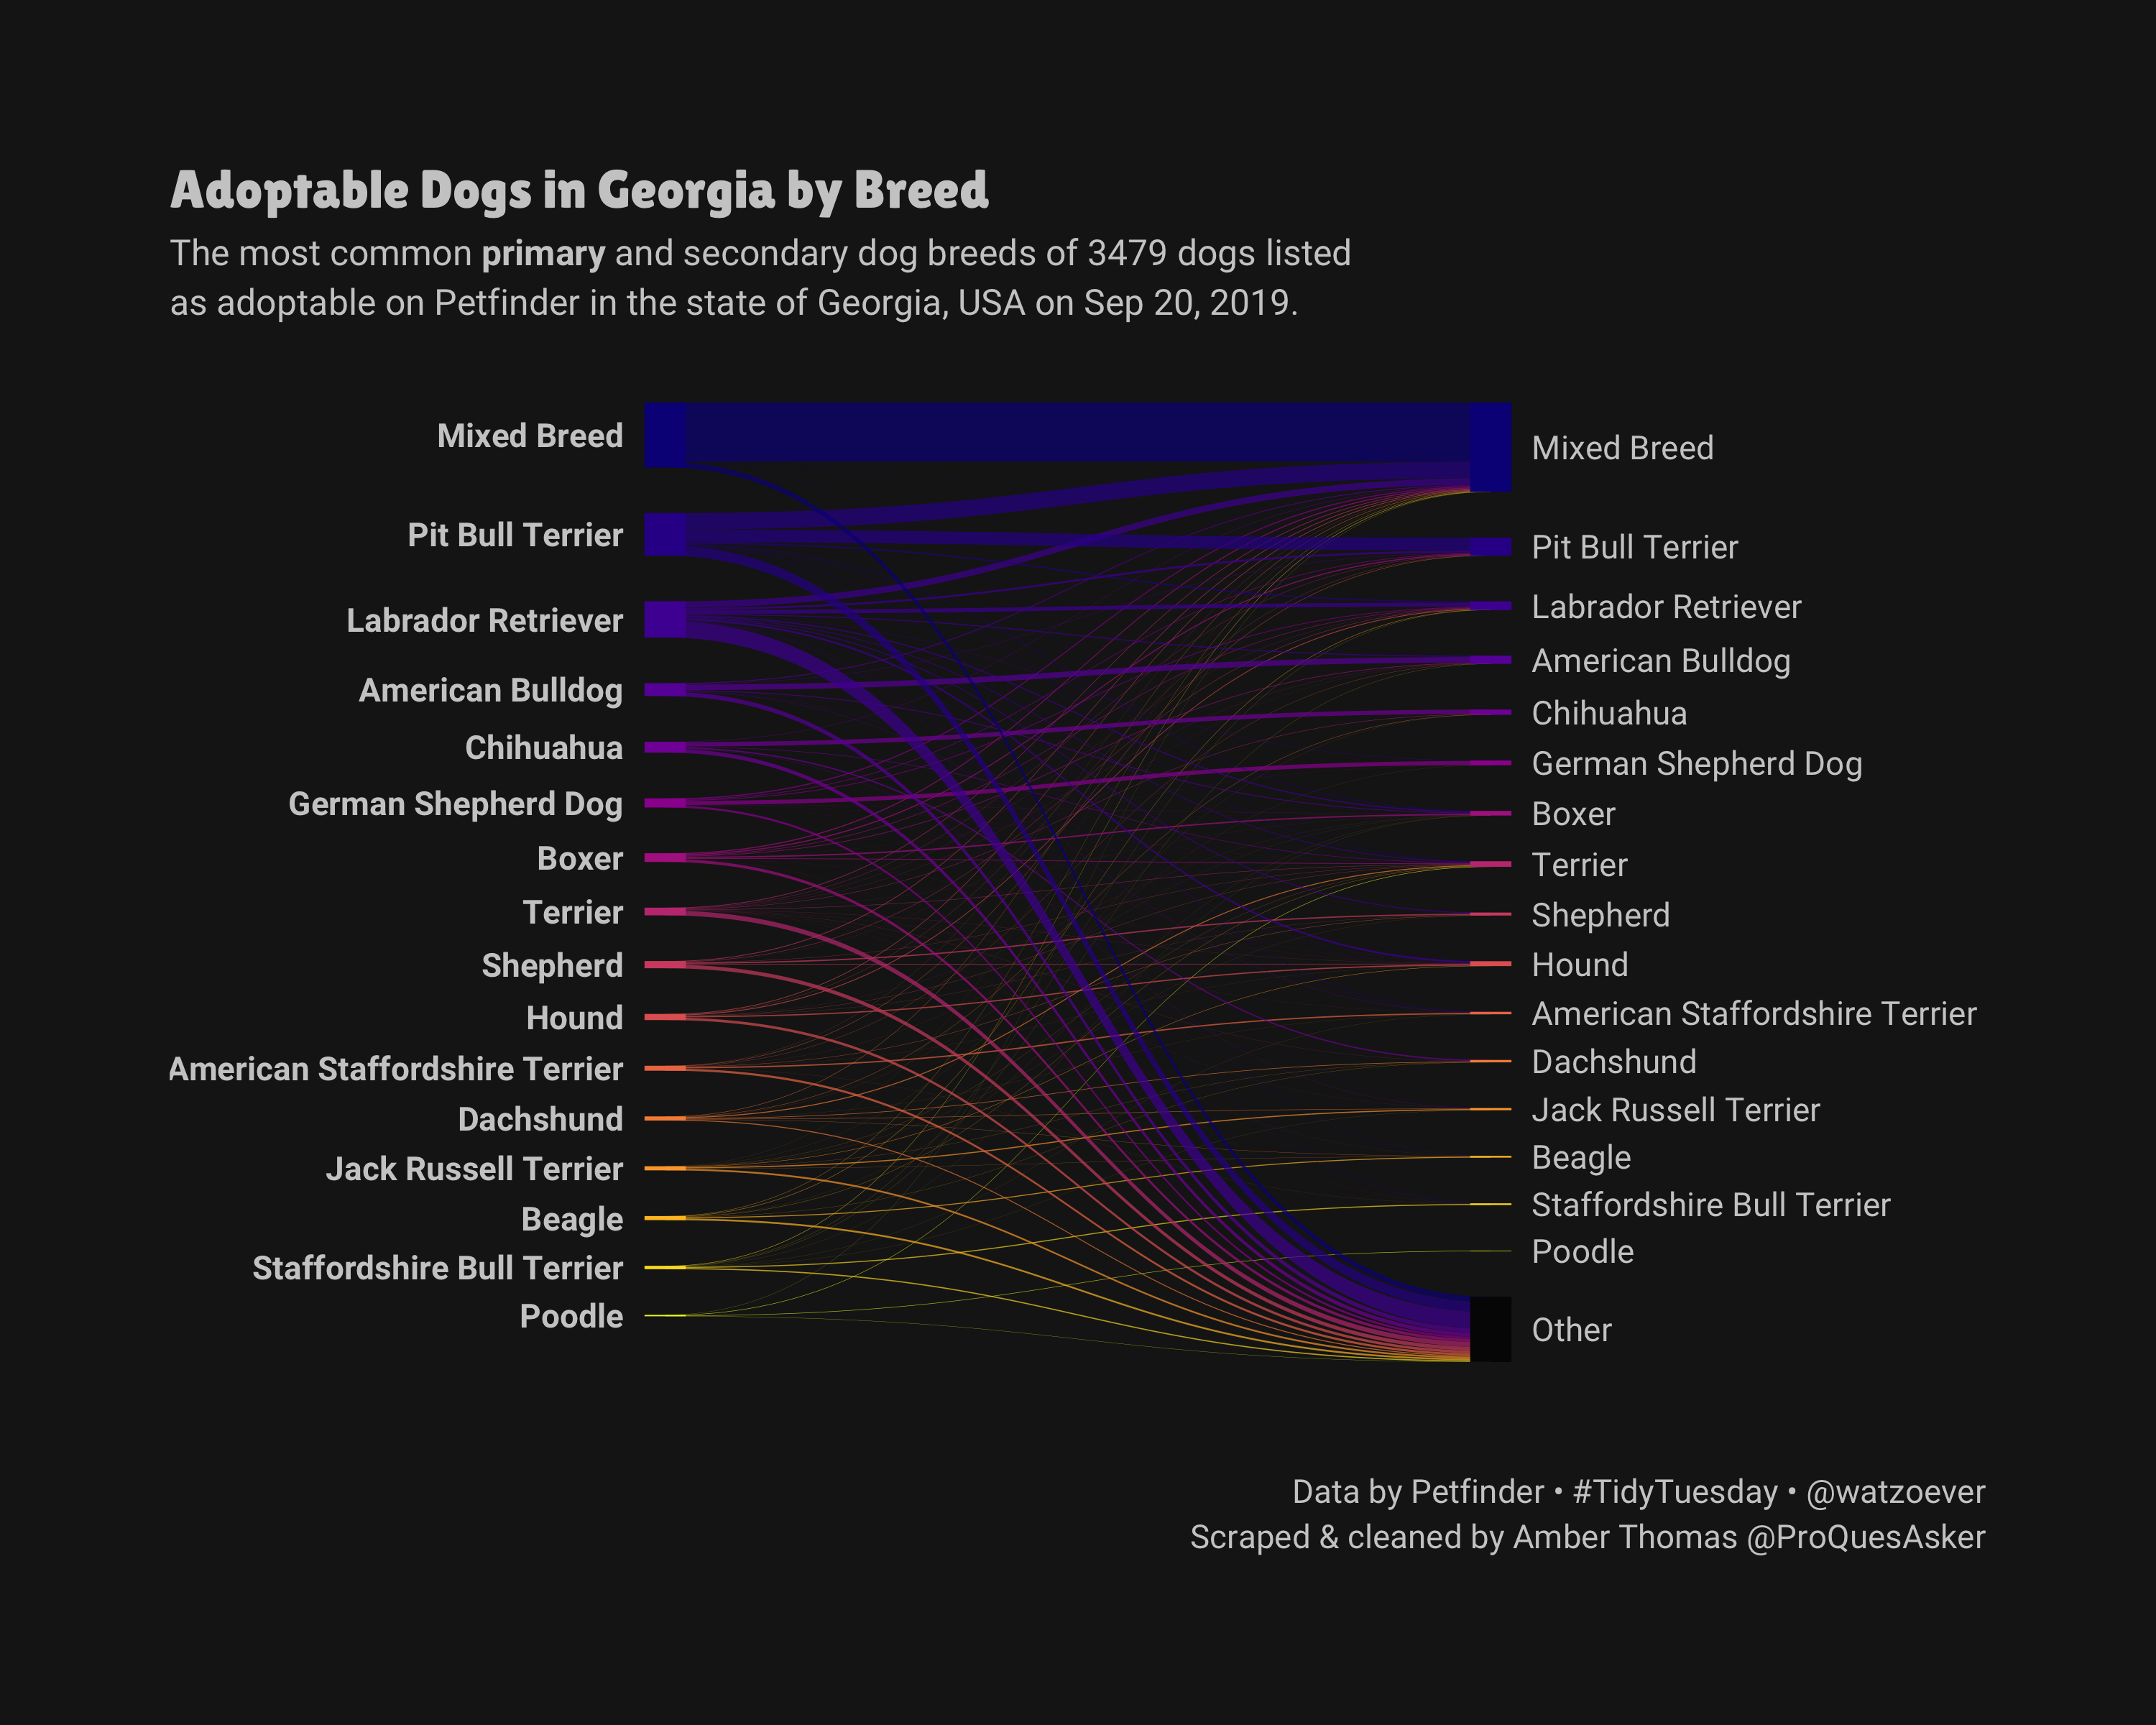 Adoptable Dogs in Georgia by Breed
The most common primary and secondary dog breeds of 3479 dogs listed
as adoptable on Petfinder in the state of Georgia, USA on Sep 20, 2019.
Mixed Breed
Pit Bull Terrier
Labrador Retriever
American Bulldog
Chihuahua
German Shepherd Dog
Boxer
Terrier
Shepherd
Hound
American Staffordshire Terrier
Dachshund
Jack Russell Terrier
Beagle
Staffordshire Bull Terrier
Poodle
Mixed Breed
Pit Bull Terrier
Labrador Retriever
American Bulldog
Chihuahua
German Shepherd Dog
Boxer
Terrier
Shepherd
Hound
American Staffordshire Terrier
Dachshund
Jack Russell Terrier
Beagle
Staffordshire Bull Terrier
Poodle
Other
Data by Petfinder • #TidyTuesday • @watzoever
Scraped & cleaned by Amber Thomas @ProQuesAsker